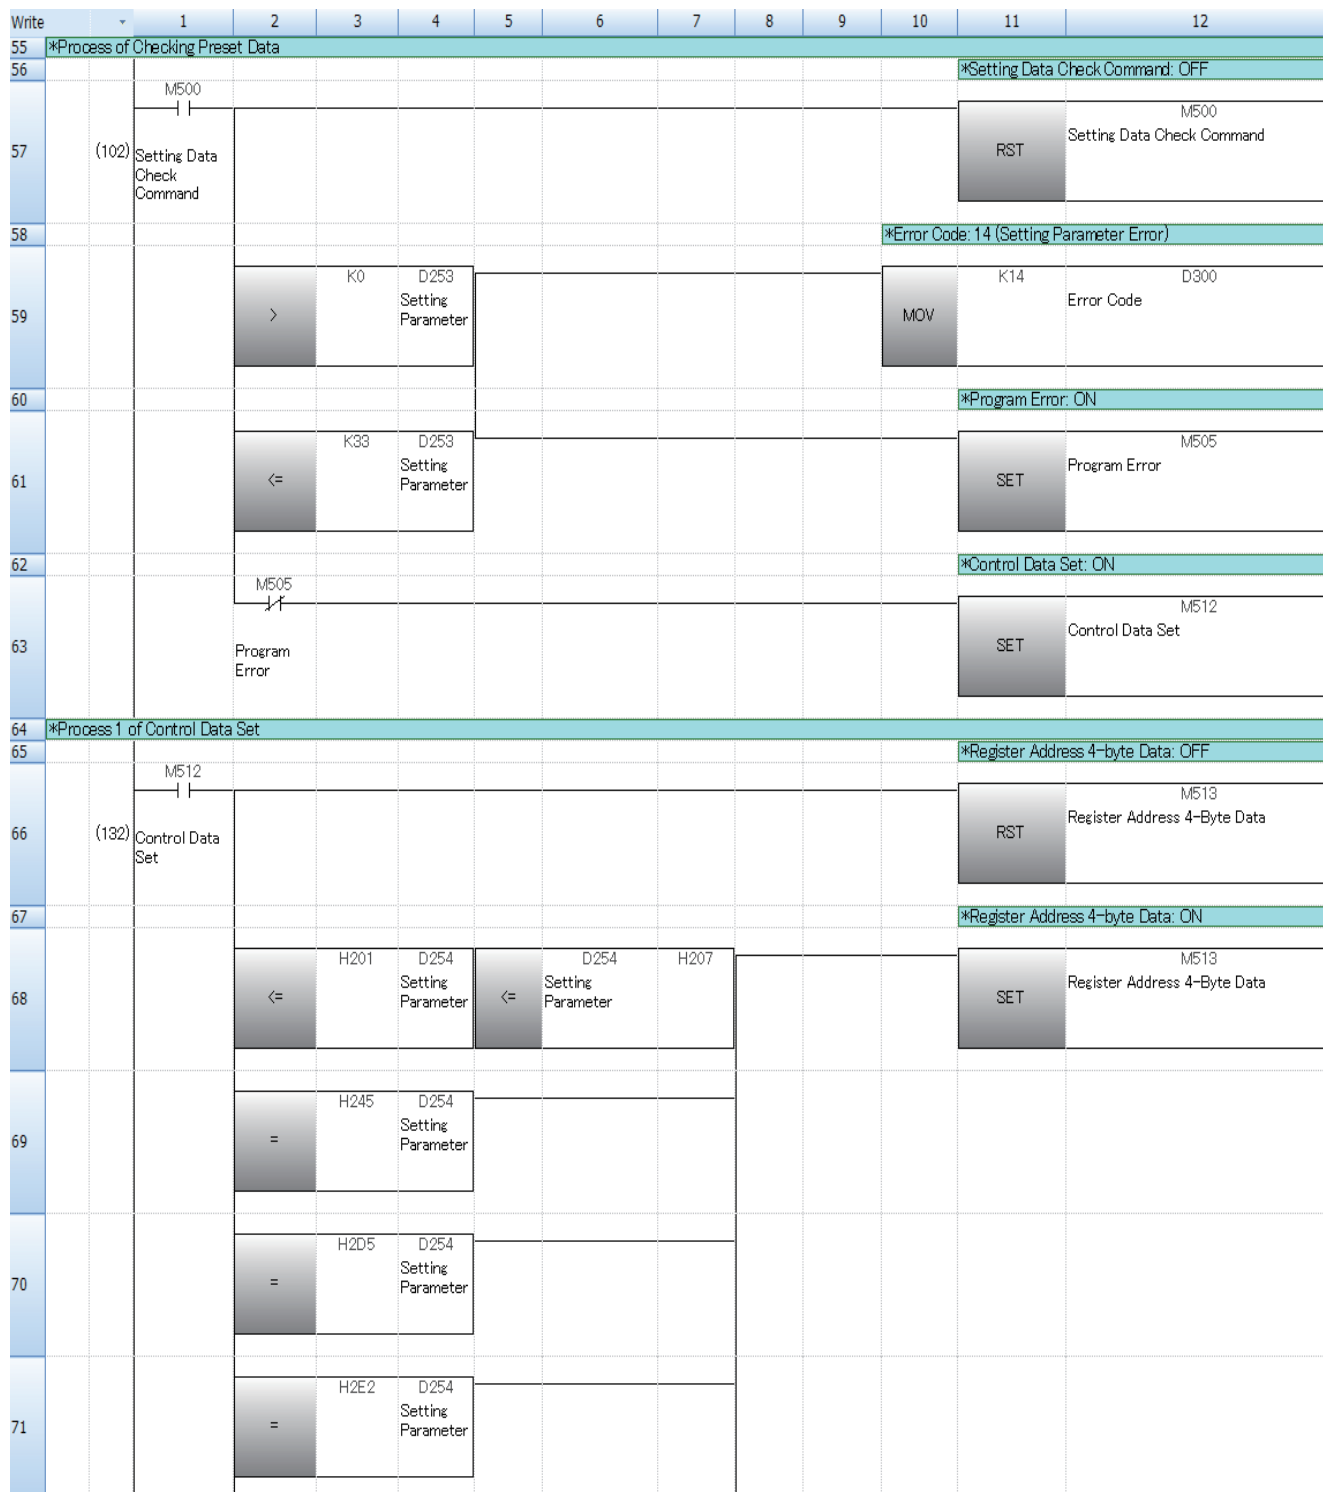 Write 1 2 3 4 5 6 7 8 9 10 11 12
55 *Process of Checking Preset Data
56 *Setting Data Check Command: OFF
M500 M500
57 (102) Setting Data Check Command RST Setting Data Check Command
58 *Error Code: 14 (Setting Parameter Error)
K0 D253 K14 D300
59 > Setting Parameter MOV Error Code
60 *Program Error: ON
K33 D253 M505
61 <= Setting Parameter SET Program Error
62 *Control Data Set: ON
M505 M512
63 Program Error SET Control Data Set
64 *Process 1 of Control Data Set
65 *Register Address 4-byte Data: OFF
M512 M513
66 (132) Control Data Set RST Register Address 4-Byte Data
67 *Register Address 4-byte Data: ON
H201 D254 D254 H207 M513
68 <= Setting Parameter <= Setting Parameter SET Register Address 4-Byte Data
H245 D254
69 = Setting Parameter
H2D5 D254
70 = Setting Parameter
H2E2 D254
71 = Setting Parameter